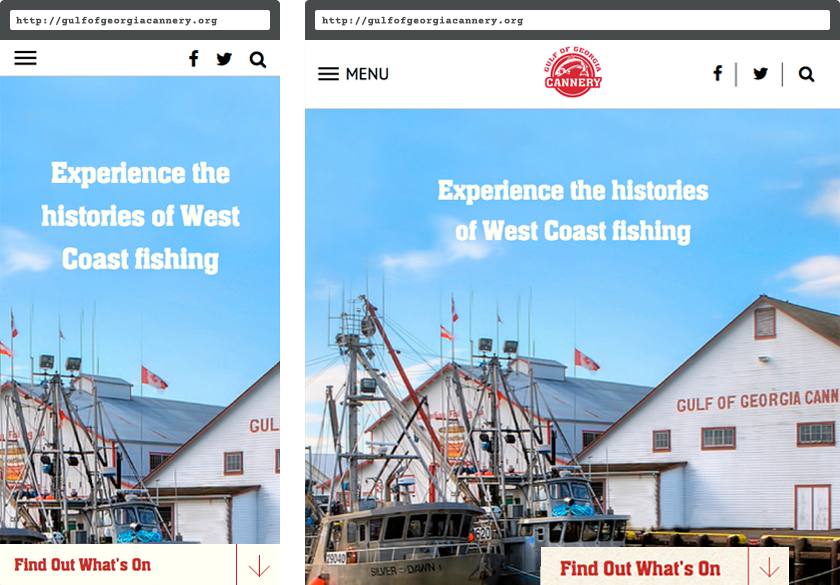 http://gulfofgeorgiacannery.org
Experience the
histories of West
Coast fishing
GUL
Find Out What's On
http://gulfofgeorgiacannery.org
MENU
GULF OF GEORGIA
CANNERY
Experience the histories
of West Coast fishing
GULF OF GEORGIA CANN
29040
SILVER - DAWN 1
Find Out What's On